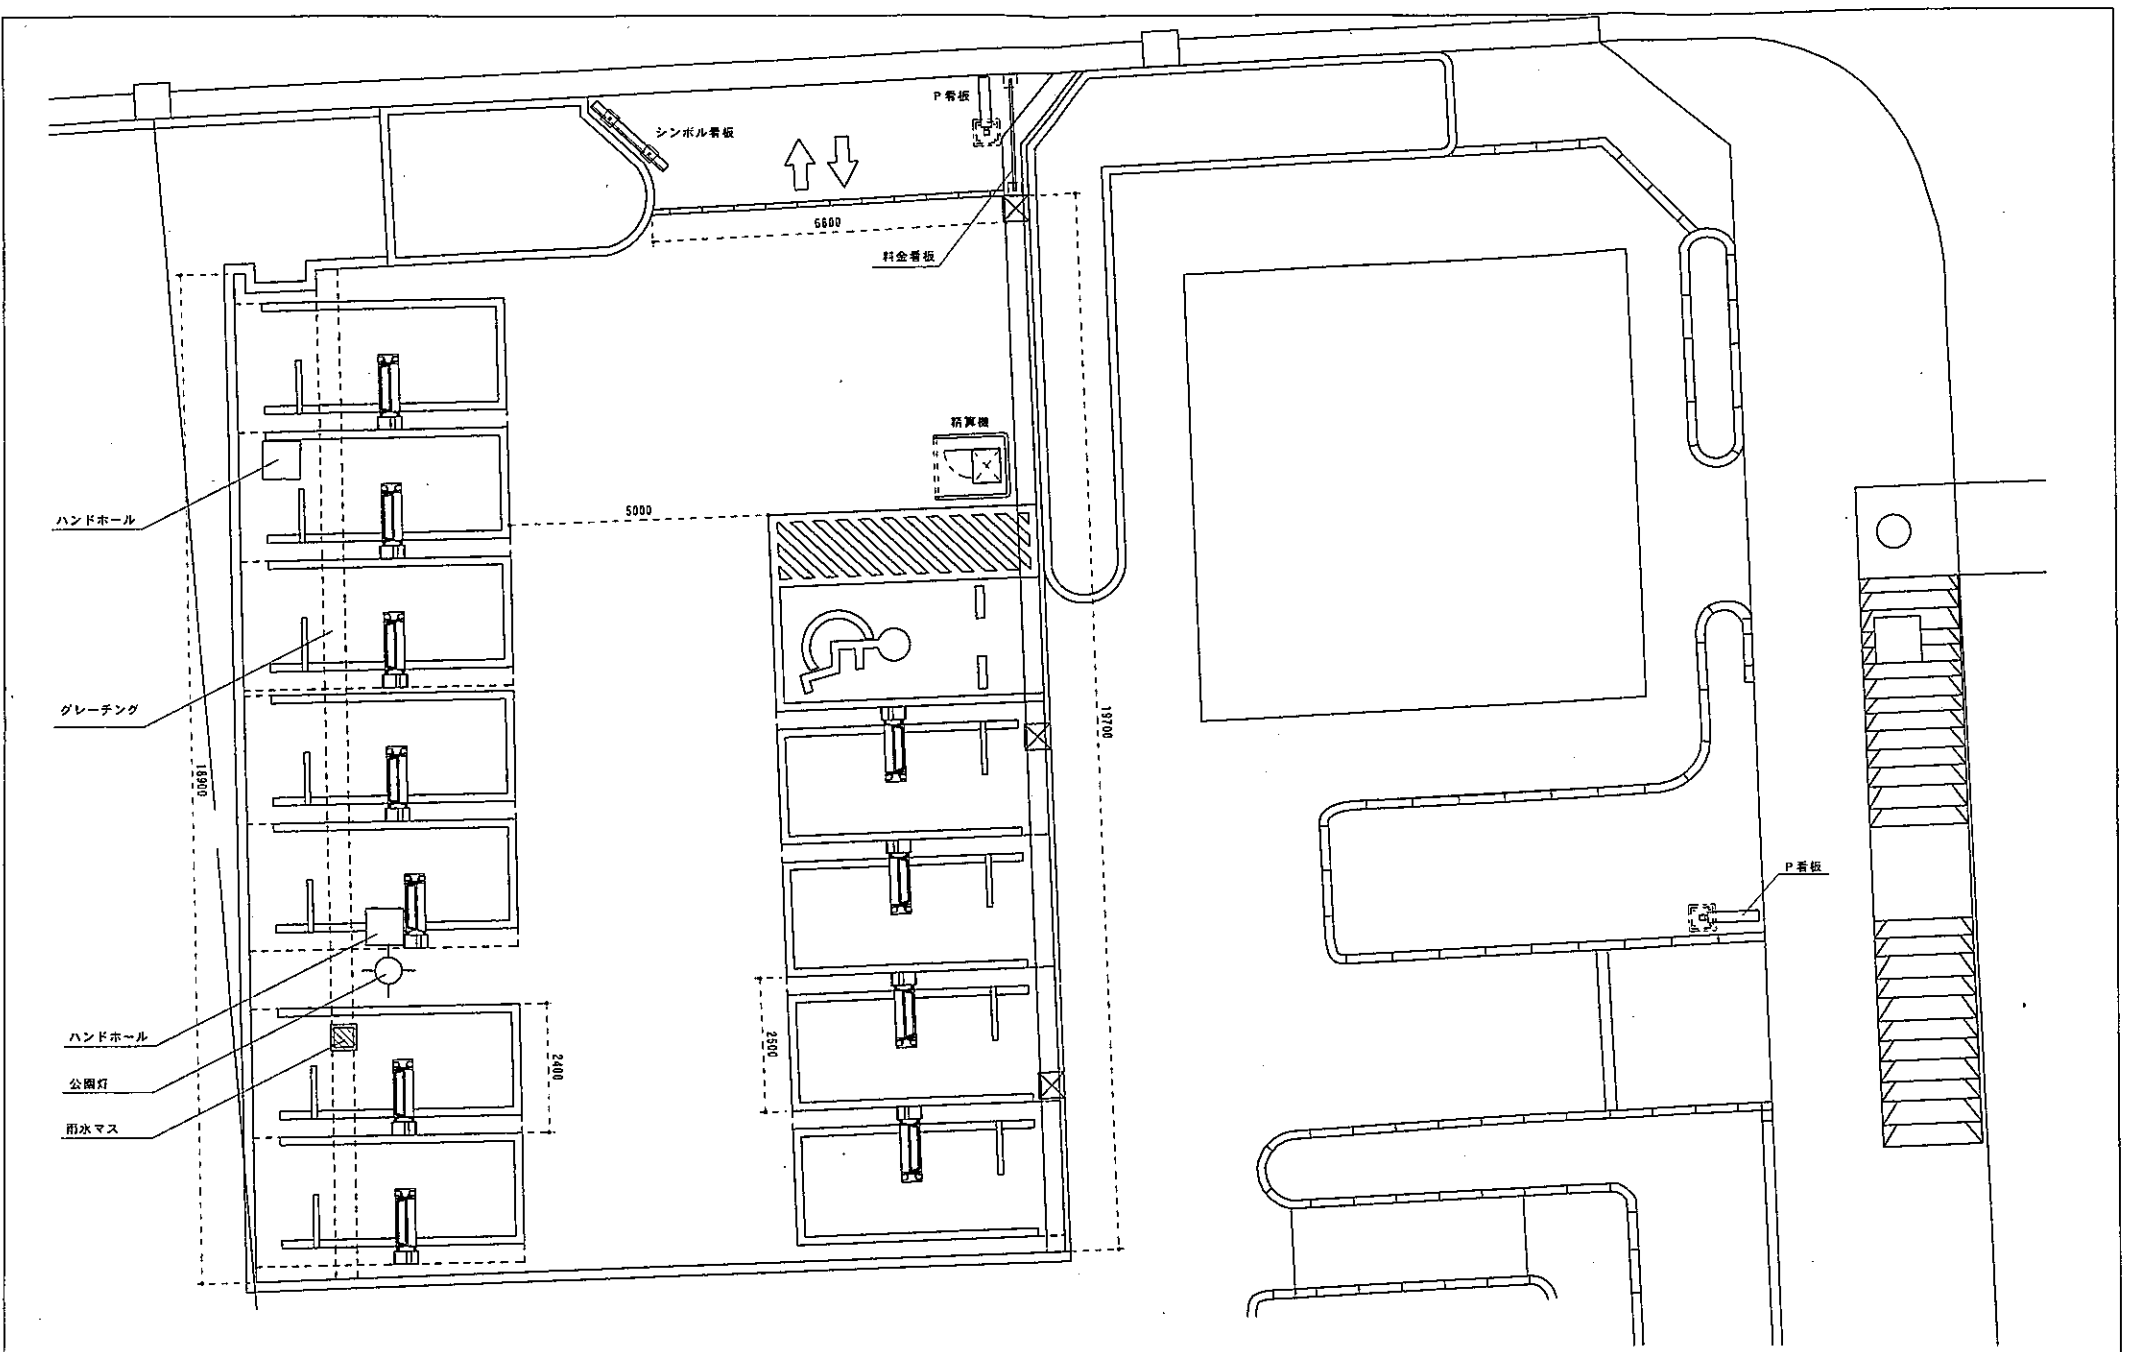 P看板
シンボル看板
6600
料金看板
精算機
ハンドホール
5000
グレーチング
19700
18900
P看板
ハンドホール
公園灯
雨水マス
2400
2500